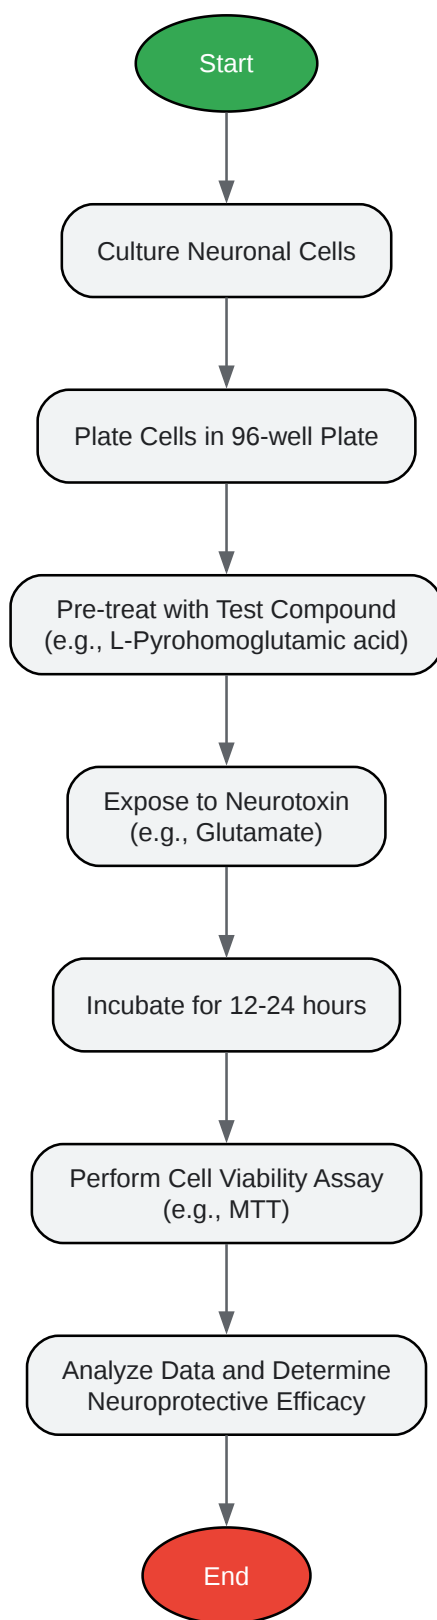 Start
Culture Neuronal Cells
Plate Cells in 96-well Plate
Pre-treat with Test Compound
(e.g., L-Pyrohomoglutamic acid)
Expose to Neurotoxin
(e.g., Glutamate)
Incubate for 12-24 hours
Perform Cell Viability Assay
(e.g., MTT)
Analyze Data and Determine
Neuroprotective Efficacy
End